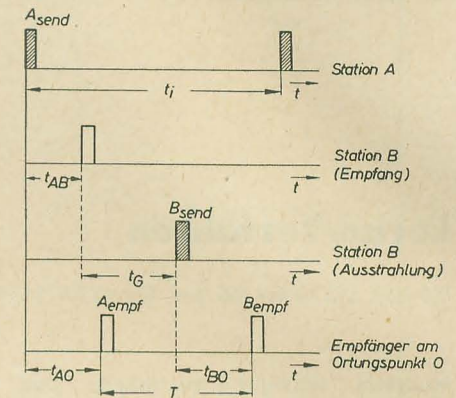 A_send
Station A
t
t_i
Station B
(Empfang)
t
t_AB
B_send
Station B
(Ausstrahlung)
t
t_G
A_empf
B_empf
Empfänger am
Ortungspunkt O
t
t_AO
t_BO
T